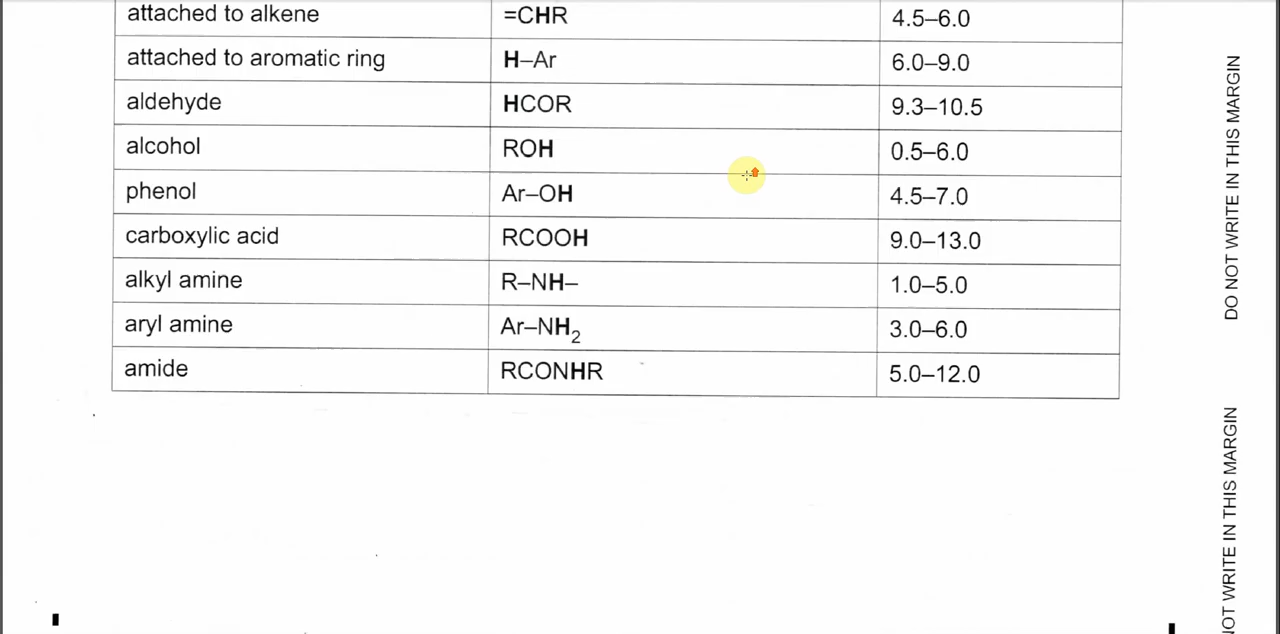 attached to alkene =CHR 4.5–6.0
attached to aromatic ring H–Ar 6.0–9.0
aldehyde HCOR 9.3–10.5
alcohol ROH 0.5–6.0
phenol Ar–OH 4.5–7.0
carboxylic acid RCOOH 9.0–13.0
alkyl amine R–NH– 1.0–5.0
aryl amine Ar–NH₂ 3.0–6.0
amide RCONHR 5.0–12.0
DO NOT WRITE IN THIS MARGIN
NOT WRITE IN THIS MARGIN